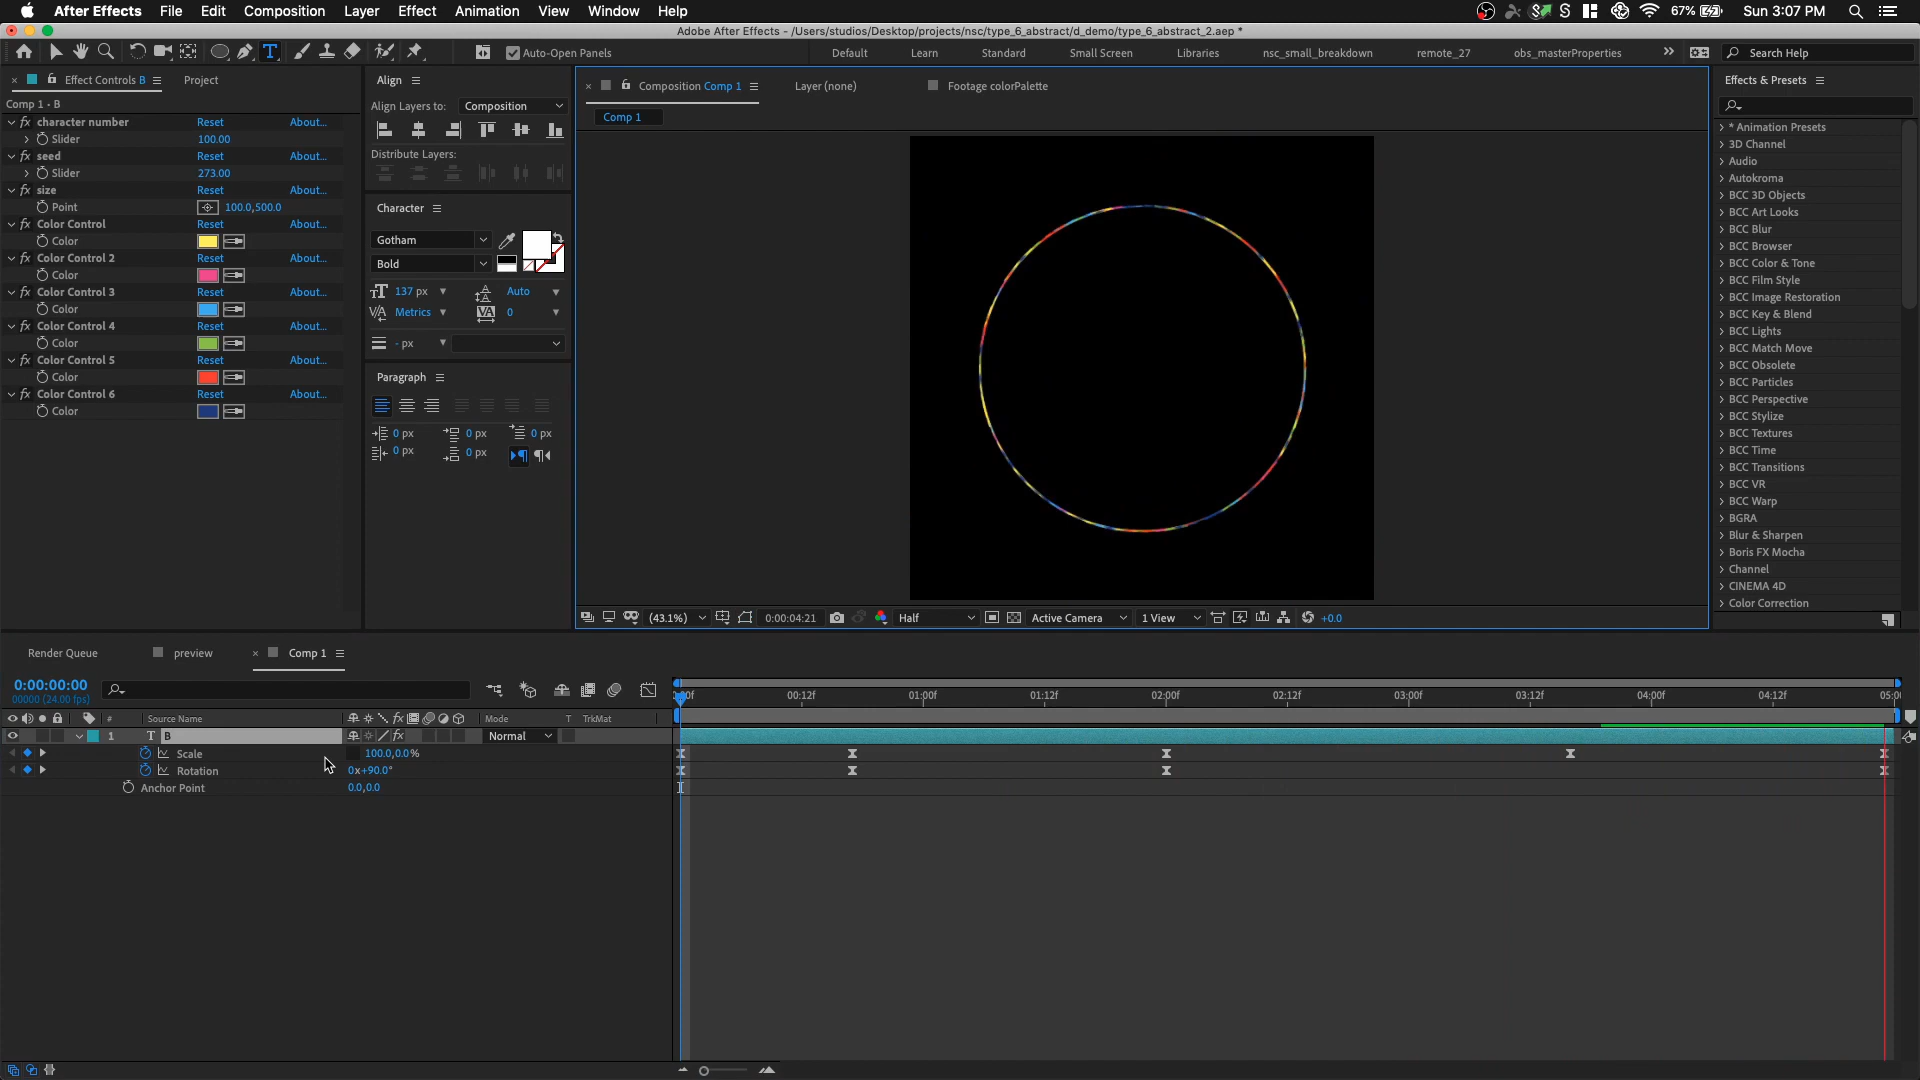 After Effects File Edit Composition Layer Effect Animation View Window Help 67% Sun 3:07 PM
Adobe After Effects - /Users/studios/Desktop/projects/nsc/type_6_abstract/d_demo/type_6_abstract_2.aep *
Auto-Open Panels Default Learn Standard Small Screen Libraries nsc_small_breakdown remote_27 obs_masterProperties Search Help
Effect Controls B Project
Comp 1 • B
character number Reset About...
Slider 100.00
seed Reset About...
Slider 273.00
size Reset About...
Point 100.0,500.0
Color Control Reset About...
Color
Color Control 2 Reset About...
Color
Color Control 3 Reset About...
Color
Color Control 4 Reset About...
Color
Color Control 5 Reset About...
Color
Color Control 6 Reset About...
Color
Align
Align Layers to: Composition
Distribute Layers:
Character
Gotham
Bold
137 px Auto
Metrics 0
- px
Paragraph
0 px 0 px 0 px
0 px 0 px
Composition Comp 1 Layer (none) Footage colorPalette
Comp 1
(43.1%) 0:00:04:21 Half Active Camera 1 View +0.0
Effects & Presets
* Animation Presets
3D Channel
Audio
Autokroma
BCC 3D Objects
BCC Art Looks
BCC Blur
BCC Browser
BCC Color & Tone
BCC Film Style
BCC Image Restoration
BCC Key & Blend
BCC Lights
BCC Match Move
BCC Obsolete
BCC Particles
BCC Perspective
BCC Stylize
BCC Textures
BCC Time
BCC Transitions
BCC VR
BCC Warp
BGRA
Blur & Sharpen
Boris FX Mocha
Channel
CINEMA 4D
Color Correction
Render Queue preview Comp 1
0:00:00:00
00000 (24.00 fps)
00:12f 01:00f 01:12f 02:00f 02:12f 03:00f 03:12f 04:00f 04:12f
# Source Name Mode T TrkMat
1 T B Normal
Scale 100.0,0.0%
Rotation 0x+90.0°
Anchor Point 0.0,0.0